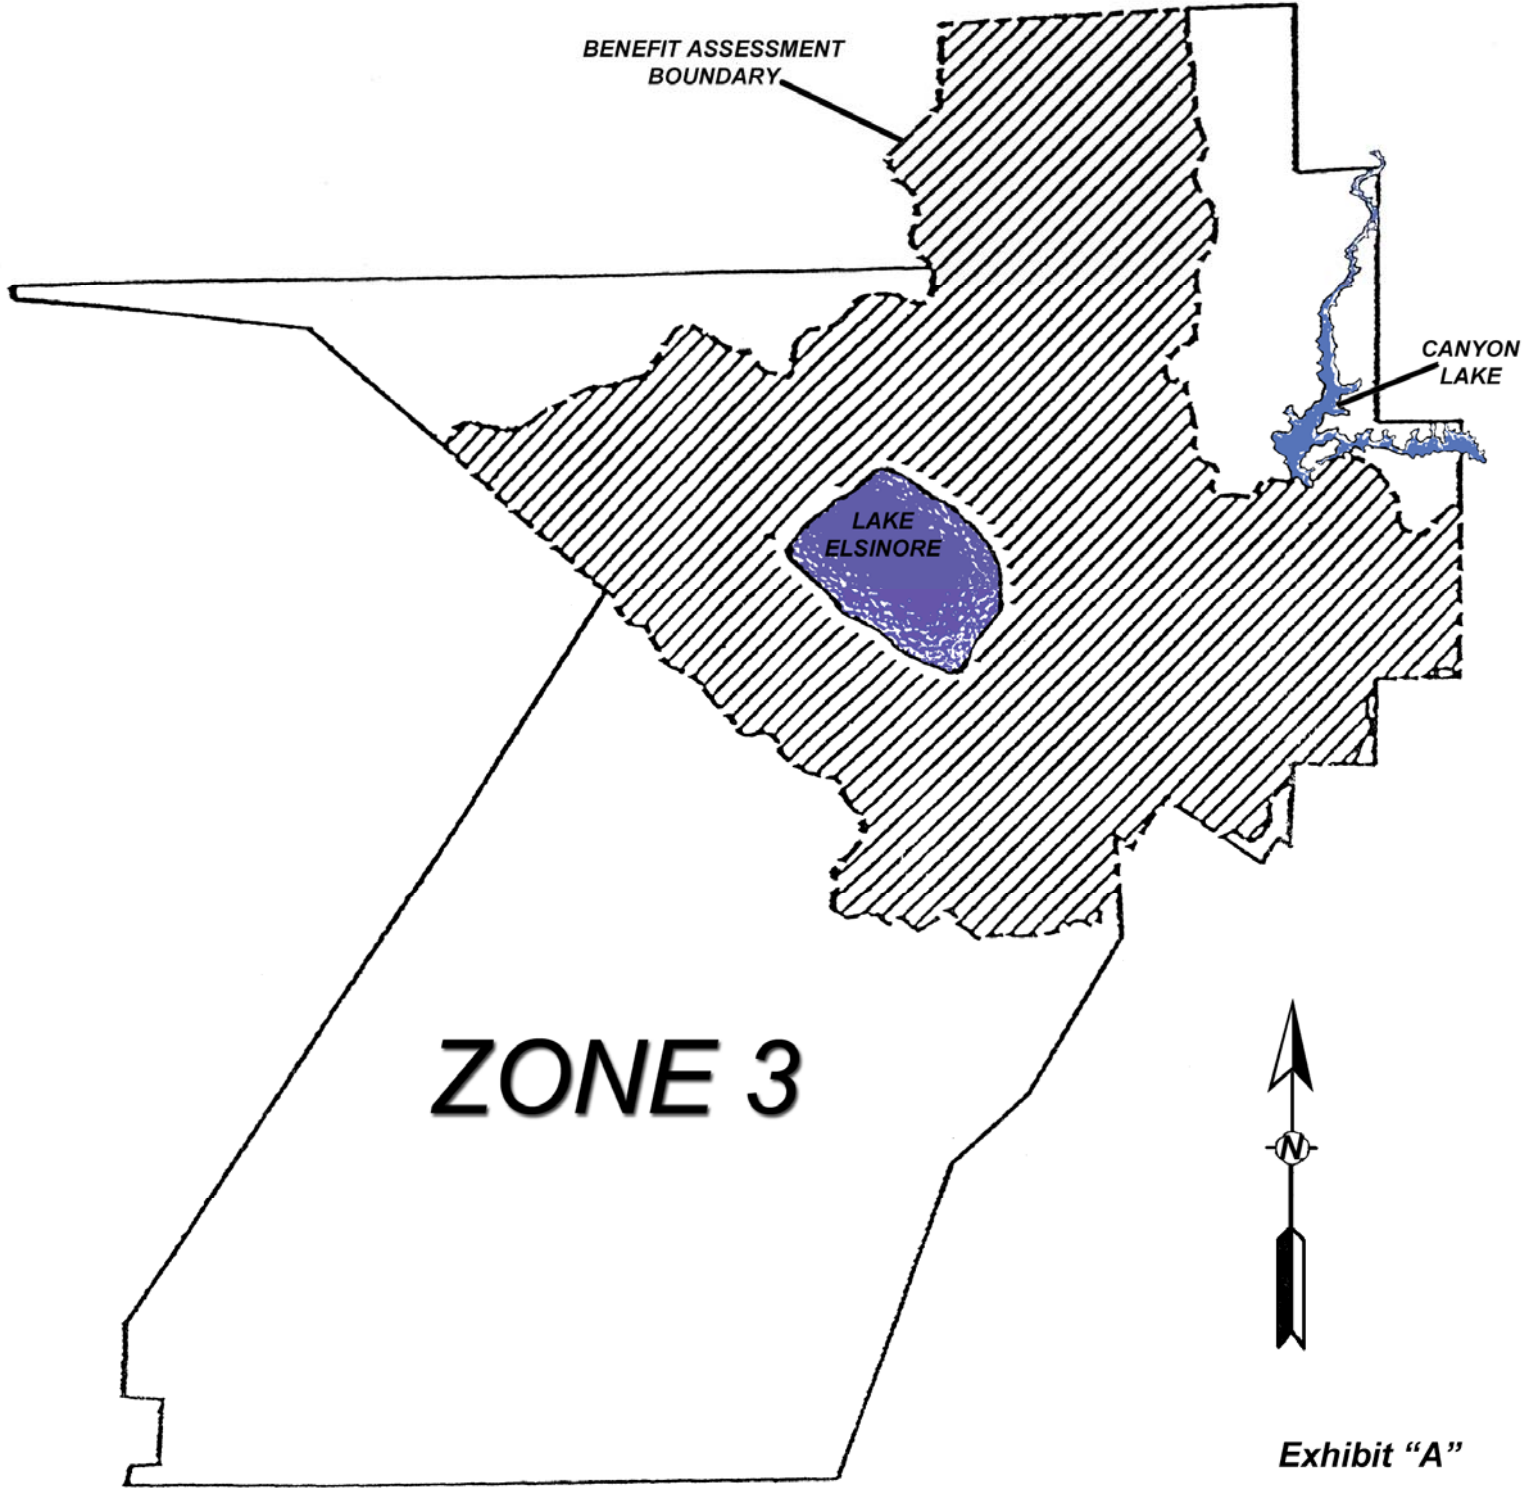 BENEFIT ASSESSMENT
BOUNDARY
CANYON
LAKE
LAKE
ELSINORE
ZONE 3
N
Exhibit “A”